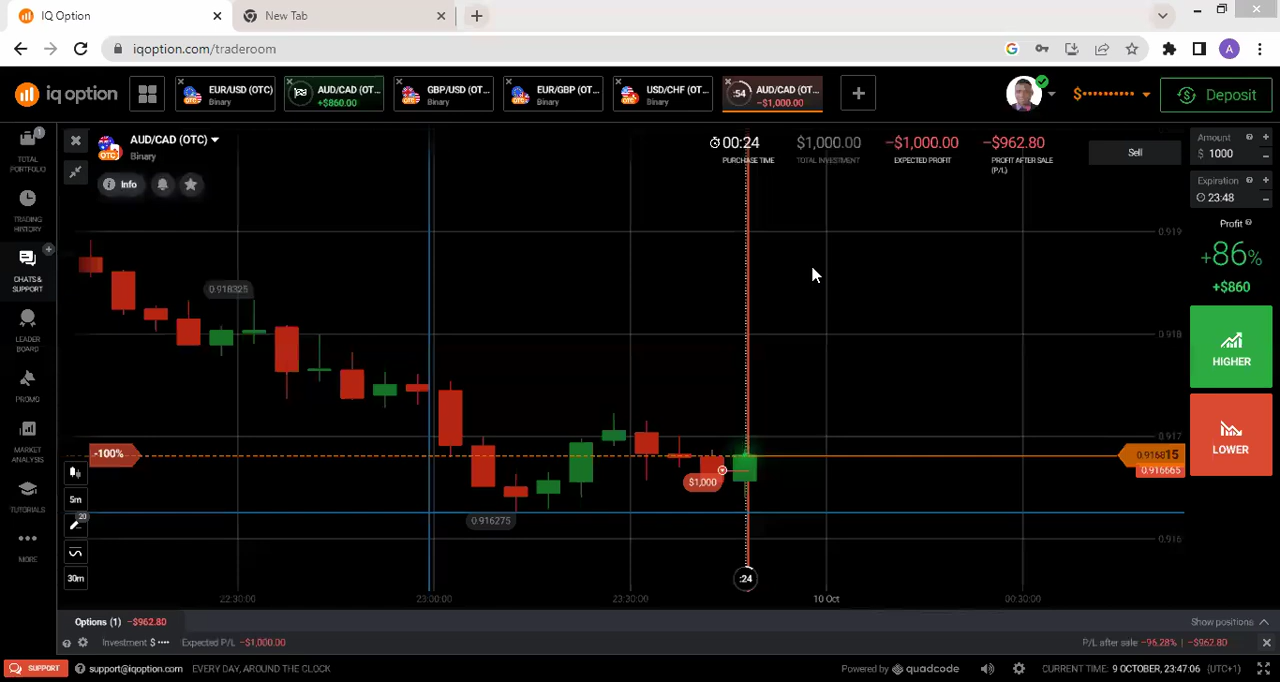 IQ Option
New Tab
iqoption.com/traderoom
A
iq option
EUR/USD (OTC)
Binary
AUD/CAD (OT...
+$860.00
GBP/USD (OT...
Binary
EUR/GBP (OT...
Binary
USD/CHF (OT...
Binary
:54
AUD/CAD (OT...
−$1,000.00
$••••••••••
Deposit
1
TOTAL
PORTFOLIO
TRADING
HISTORY
CHATS &
SUPPORT
LEADER
BOARD
PROMO
MARKET
ANALYSIS
TUTORIALS
MORE
OTC
AUD/CAD (OTC)
Binary
Info
00:24
PURCHASE TIME
$1,000.00
TOTAL INVESTMENT
−$1,000.00
EXPECTED PROFIT
−$962.80
PROFIT AFTER SALE
(P/L)
Sell
Amount
$ 1000
Expiration
23:48
Profit
+86%
+$860
HIGHER
LOWER
0.919
0.918325
0.918
0.917
-100%
0.916815
0.916665
$1,000
0.916275
0.916
5m
20
30m
:24
22:30:00
23:00:00
23:30:00
10 Oct
00:30:00
Options (1) −$962.80
Show positions
Investment $ ••••
Expected P/L −$1,000.00
P/L after sale: −96.28% | −$962.80
SUPPORT
support@iqoption.com
EVERY DAY, AROUND THE CLOCK
Powered by quadcode
CURRENT TIME: 9 OCTOBER, 23:47:06 (UTC+1)